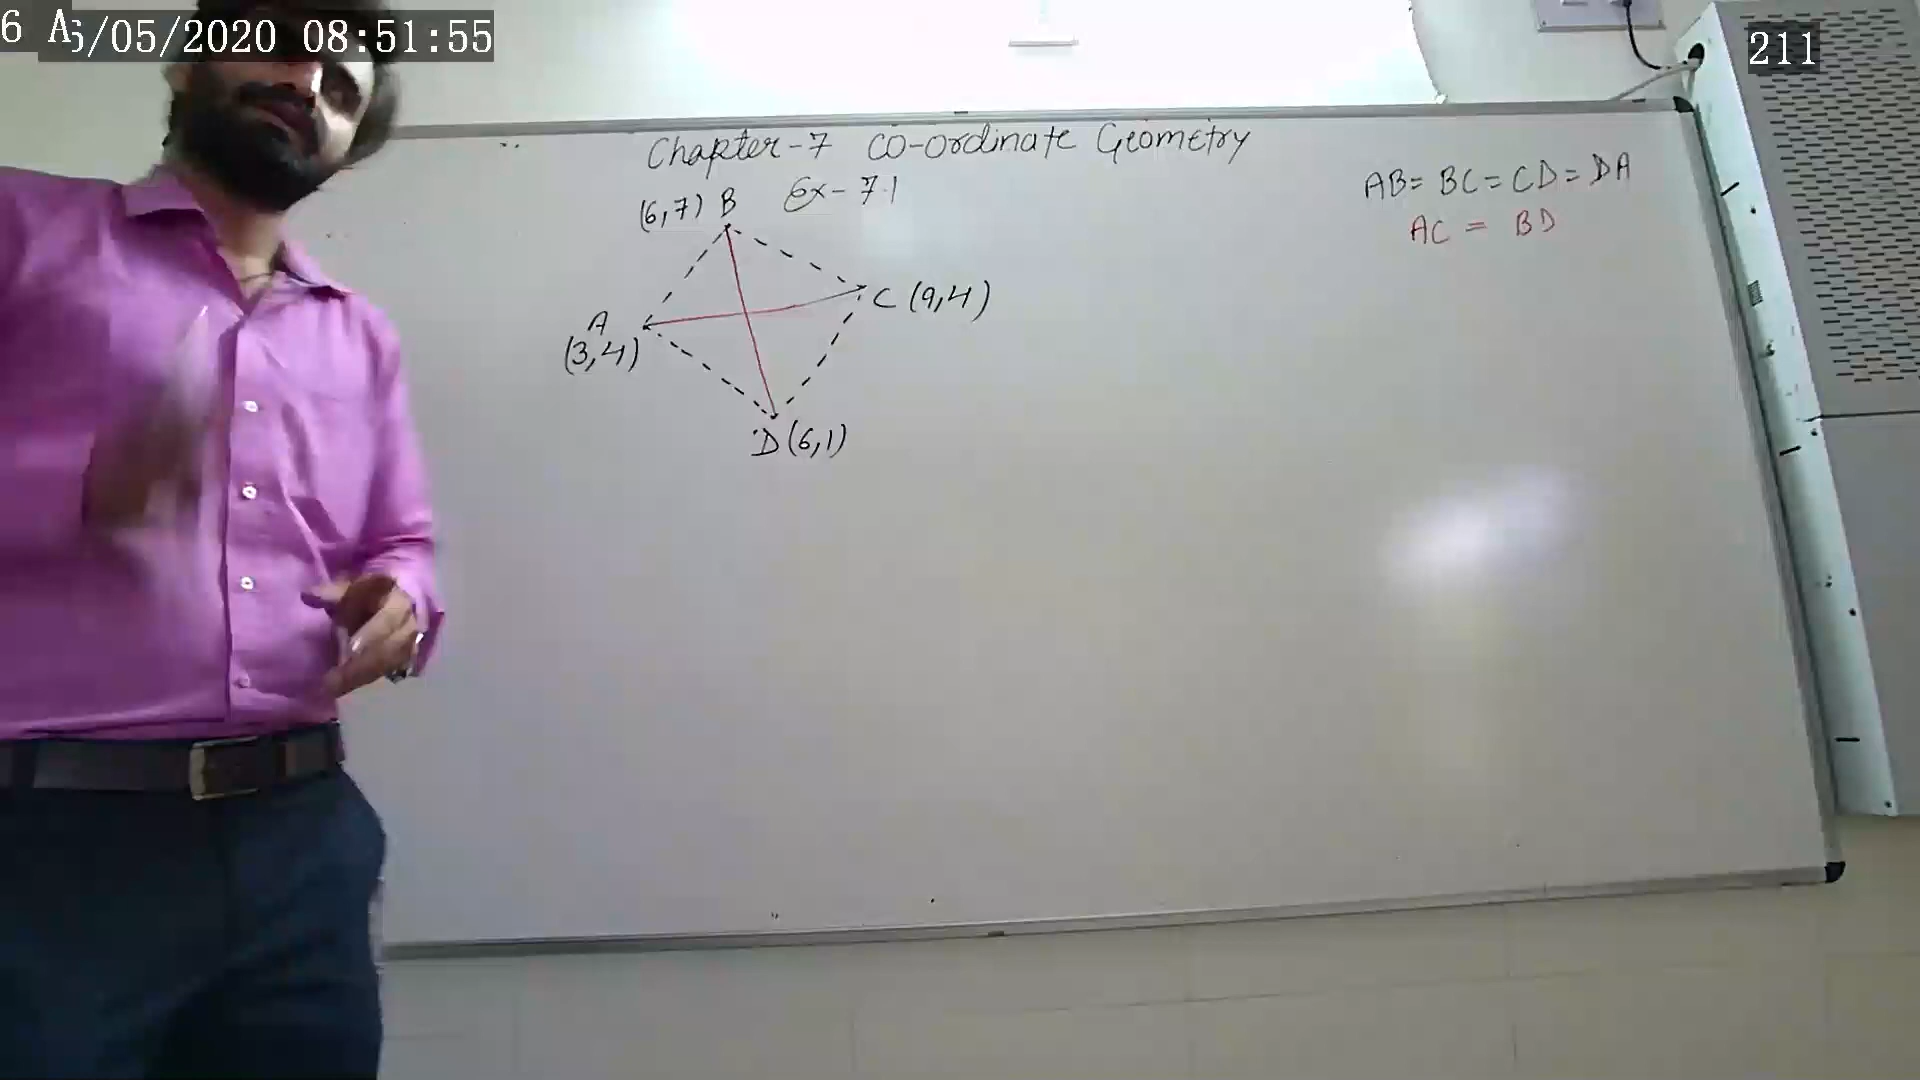 6 A
5/05/2020 08:51:55
211
Chapter-7 CO-Ordinate Geometry
Ex- 7.1
AB= BC= CD= DA
AC = BD
(6,7) B
C (9,4)
A
(3,4)
D (6,1)